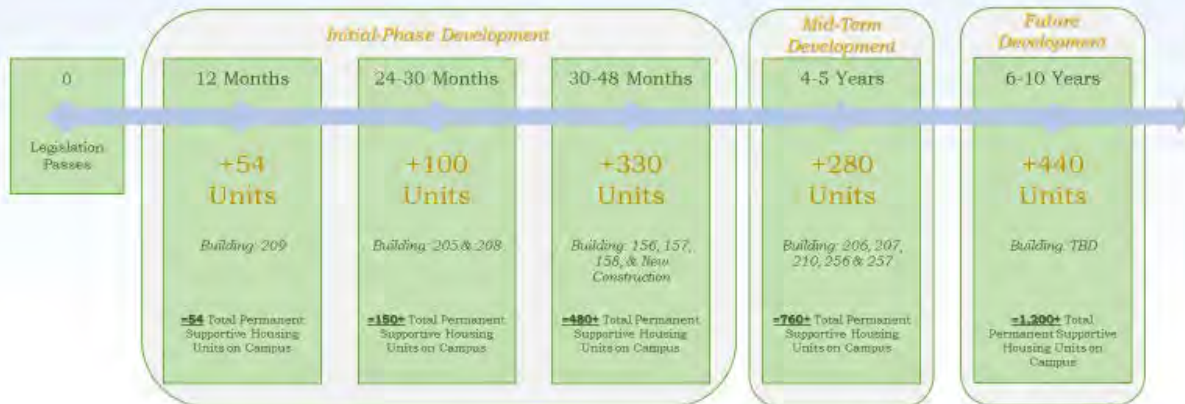 Initial-Phase Development
Mid-Term
Development
Future
Development
0
Legislation
Passes
12 Months
+54
Units
Building: 209
=54 Total Permanent
Supportive Housing
Units on Campus
24-30 Months
+100
Units
Building: 205 & 208
=150+ Total Permanent
Supportive Housing
Units on Campus
30-48 Months
+330
Units
Building: 156, 157,
158, & New
Construction
=480+ Total Permanent
Supportive Housing
Units on Campus
4-5 Years
+280
Units
Building: 206, 207,
210, 256 & 257
=760+ Total Permanent
Supportive Housing
Units on Campus
6-10 Years
+440
Units
Building: TBD
=1,200+ Total
Permanent Supportive
Housing Units on
Campus